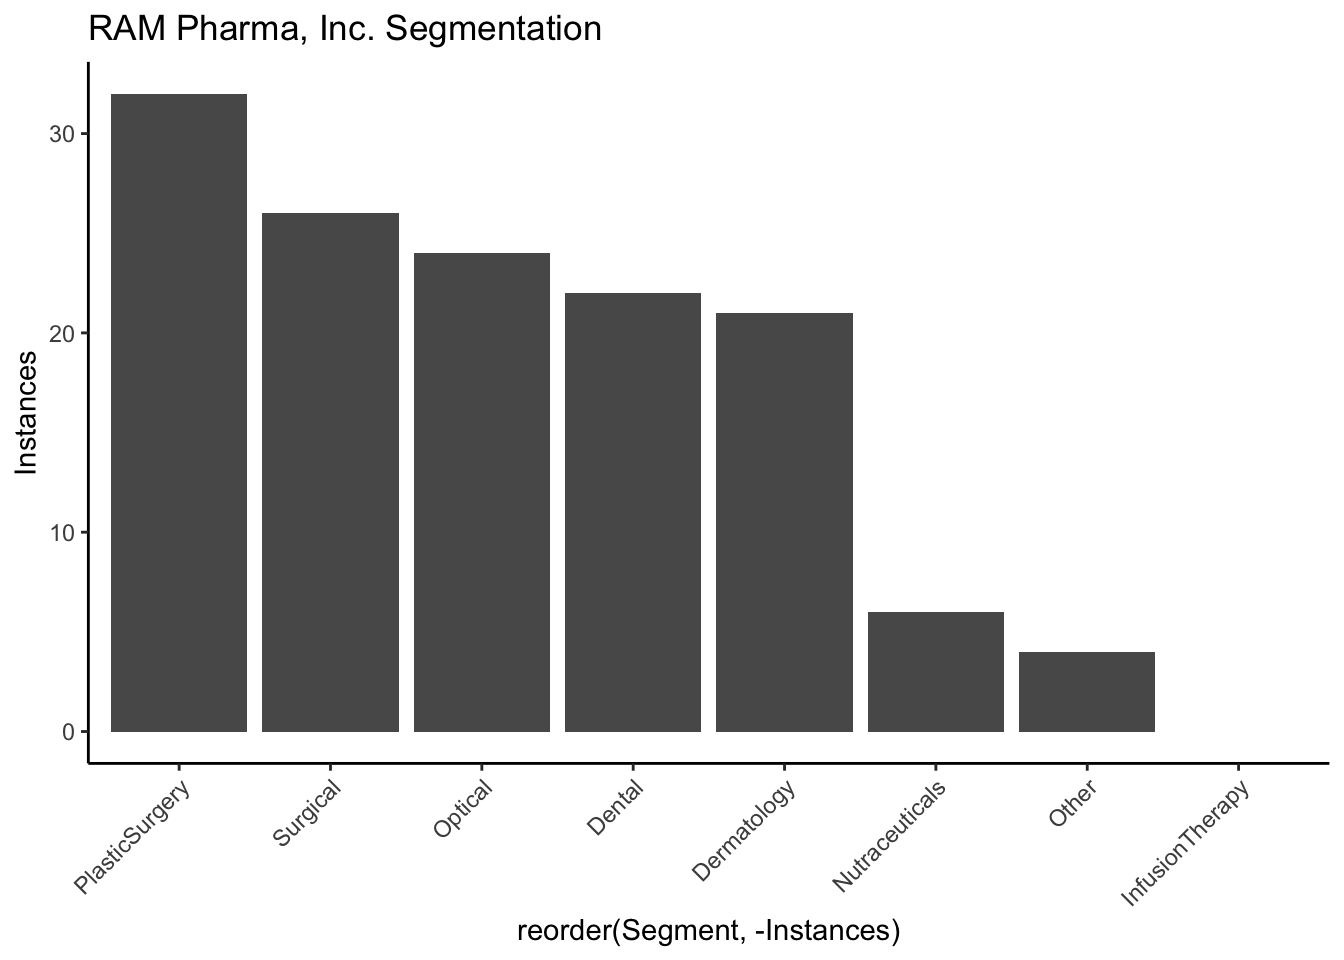 RAM Pharma, Inc. Segmentation
Instances
30
20
10
0
PlasticSurgery
Surgical
Optical
Dental
Dermatology
Nutraceuticals
Other
InfusionTherapy
reorder(Segment, -Instances)